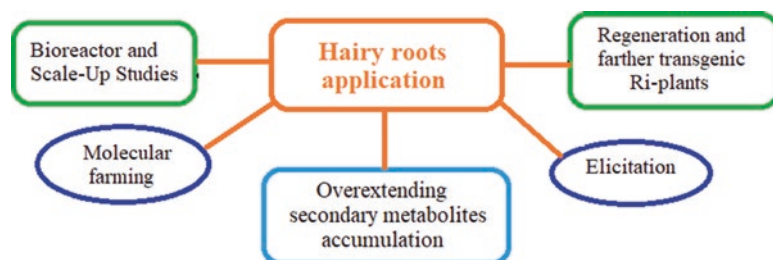 Bioreactor and
Scale-Up Studies
Hairy roots
application
Regeneration and
farther transgenic
Ri-plants
Molecular
farming
Overextending
secondary metabolites
accumulation
Elicitation